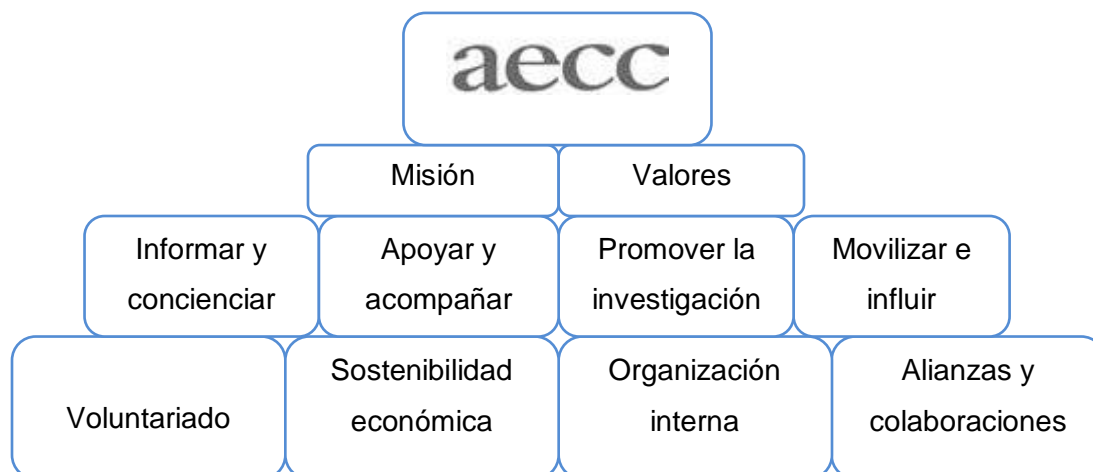 aecc
Misión
Valores
Informar y
concienciar
Apoyar y
acompañar
Promover la
investigación
Movilizar e
influir
Voluntariado
Sostenibilidad
económica
Organización
interna
Alianzas y
colaboraciones